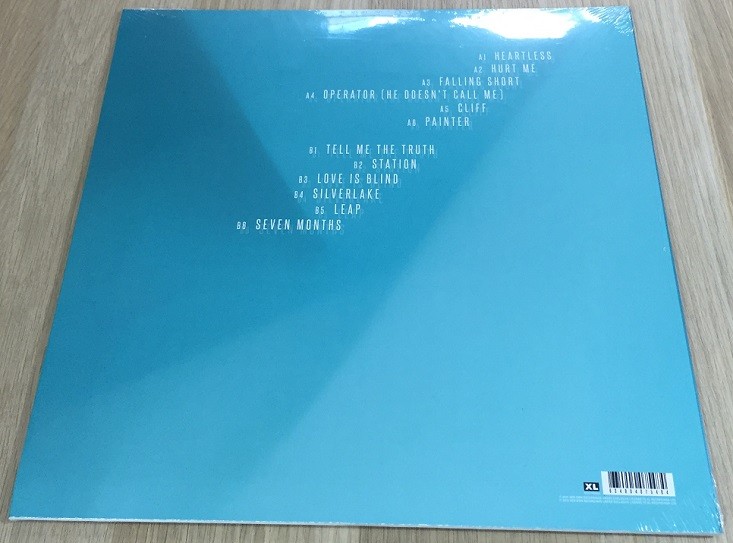 A1 HEARTLESS
A2 HURT ME
A3 FALLING SHORT
A4 OPERATOR (HE DOESN'T CALL ME)
A5 CLIFF
A6 PAINTER
B1 TELL ME THE TRUTH
B2 STATION
B3 LOVE IS BLIND
B4 SILVERLAKE
B5 LEAP
B6 SEVEN MONTHS
XL